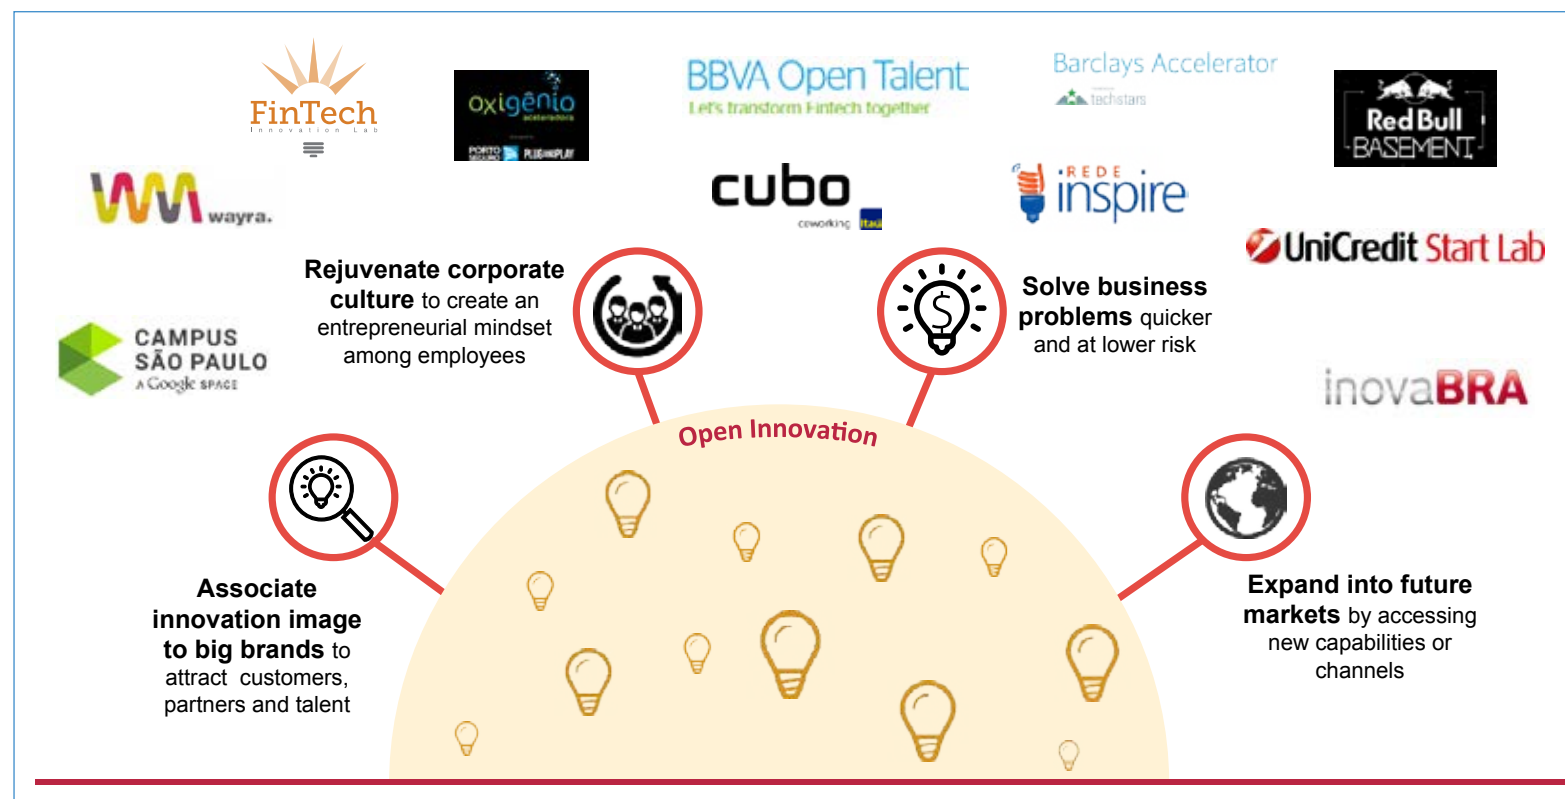 FinTech
Innovation Lab
oxigênio
aceleradora
PORTO
SEGURO
PLUGANDPLAY
BBVA Open Talent
Let's transform Fintech together
Barclays Accelerator
techstars
Red Bull
BASEMENT
wayra.
cubo
coworking
Itaú
REDE
inspire
UniCredit Start Lab
CAMPUS
SÃO PAULO
A Google SPACE
inovaBRA
Rejuvenate corporate
culture to create an
entrepreneurial mindset
among employees
$
Solve business
problems quicker
and at lower risk
Open Innovation
Associate
innovation image
to big brands to
attract customers,
partners and talent
Expand into future
markets by accessing
new capabilities or
channels